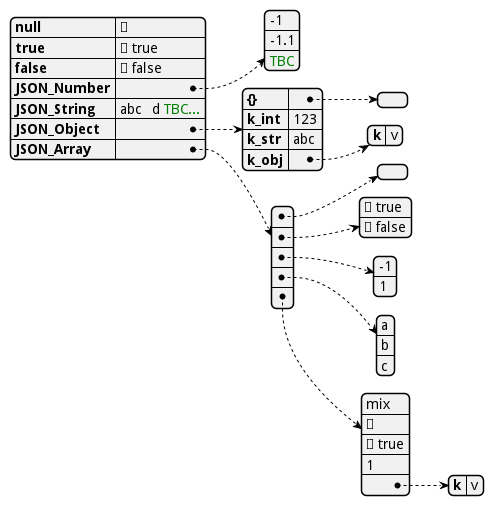 null ▯
true ▯ true
false ▯ false
JSON_Number
JSON_String abc d TBC...
JSON_Object
JSON_Array
-1
-1.1
TBC
{}
k_int 123
k_str abc
k_obj
k v
▯ true
▯ false
-1
1
a
b
c
mix
▯
▯ true
1
k v